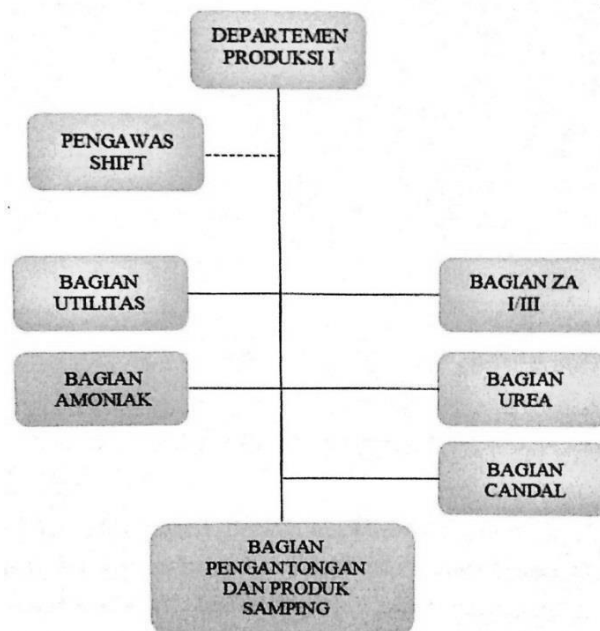 DEPARTEMEN
PRODUKSI I
PENGAWAS
SHIFT
BAGIAN
UTILITAS
BAGIAN ZA
I/III
BAGIAN
AMONIAK
BAGIAN
UREA
BAGIAN
CANDAL
BAGIAN
PENGANTONGAN
DAN PRODUK
SAMPING